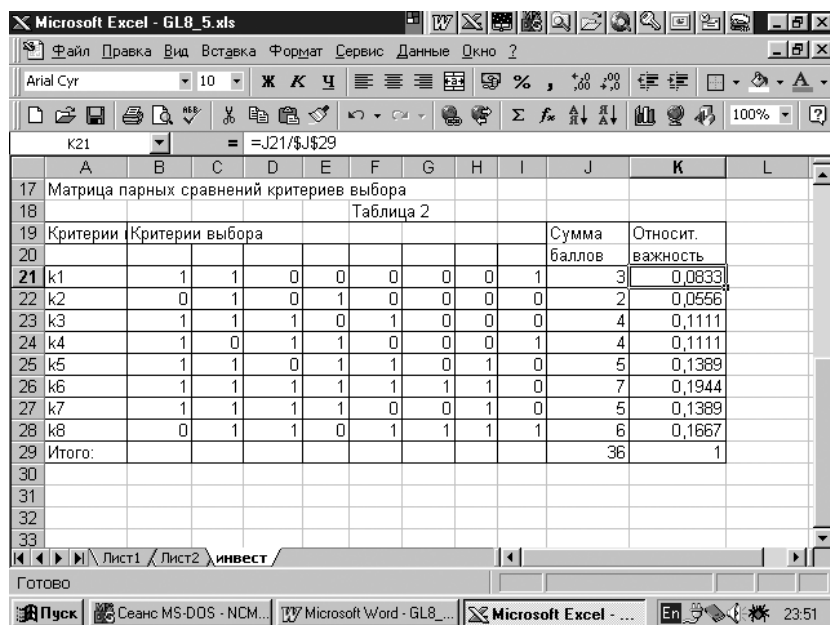 Microsoft Excel - GL8_5.xls
Файл Правка Вид Вставка Формат Сервис Данные Окно ?
Arial Cyr 10 Ж К Ч % ,
Σ fx 100%
K21 = =J21/$J$29
A B C D E F G H I J K L
17 Матрица парных сравнений критериев выбора
18 Таблица 2
19 Критерии Критерии выбора Сумма Относит.
20 баллов важность
21 k1 1 1 0 0 0 0 0 1 3 0,0833
22 k2 0 1 0 1 0 0 0 0 2 0,0556
23 k3 1 1 1 0 1 0 0 0 4 0,1111
24 k4 1 0 1 1 0 0 0 1 4 0,1111
25 k5 1 1 0 1 1 0 1 0 5 0,1389
26 k6 1 1 1 1 1 1 1 0 7 0,1944
27 k7 1 1 1 1 0 0 1 0 5 0,1389
28 k8 0 1 1 0 1 1 1 1 6 0,1667
29 Итого: 36 1
30
31
32
33
Лист1 Лист2 инвест
Готово
Пуск Сеанс MS-DOS - NCM... Microsoft Word - GL8_... Microsoft Excel - ... En 23:51